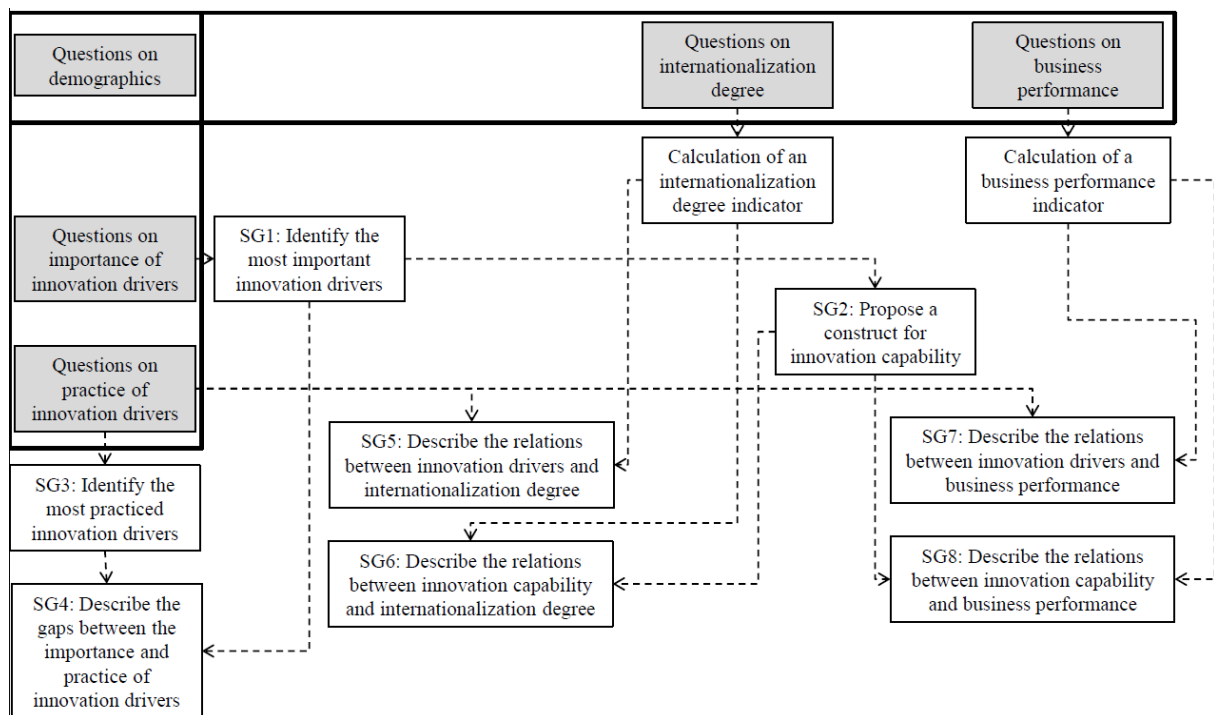 Questions on
demographics
Questions on
internationalization
degree
Questions on
business
performance
Calculation of an
internationalization
degree indicator
Calculation of a
business performance
indicator
Questions on
importance of
innovation drivers
SG1: Identify the
most important
innovation drivers
SG2: Propose a
construct for
innovation capability
Questions on
practice of
innovation drivers
SG5: Describe the relations
between innovation drivers and
internationalization degree
SG7: Describe the relations
between innovation drivers and
business performance
SG3: Identify the
most practiced
innovation drivers
SG6: Describe the relations
between innovation capability
and internationalization degree
SG8: Describe the relations
between innovation capability
and business performance
SG4: Describe the
gaps between the
importance and
practice of
innovation drivers